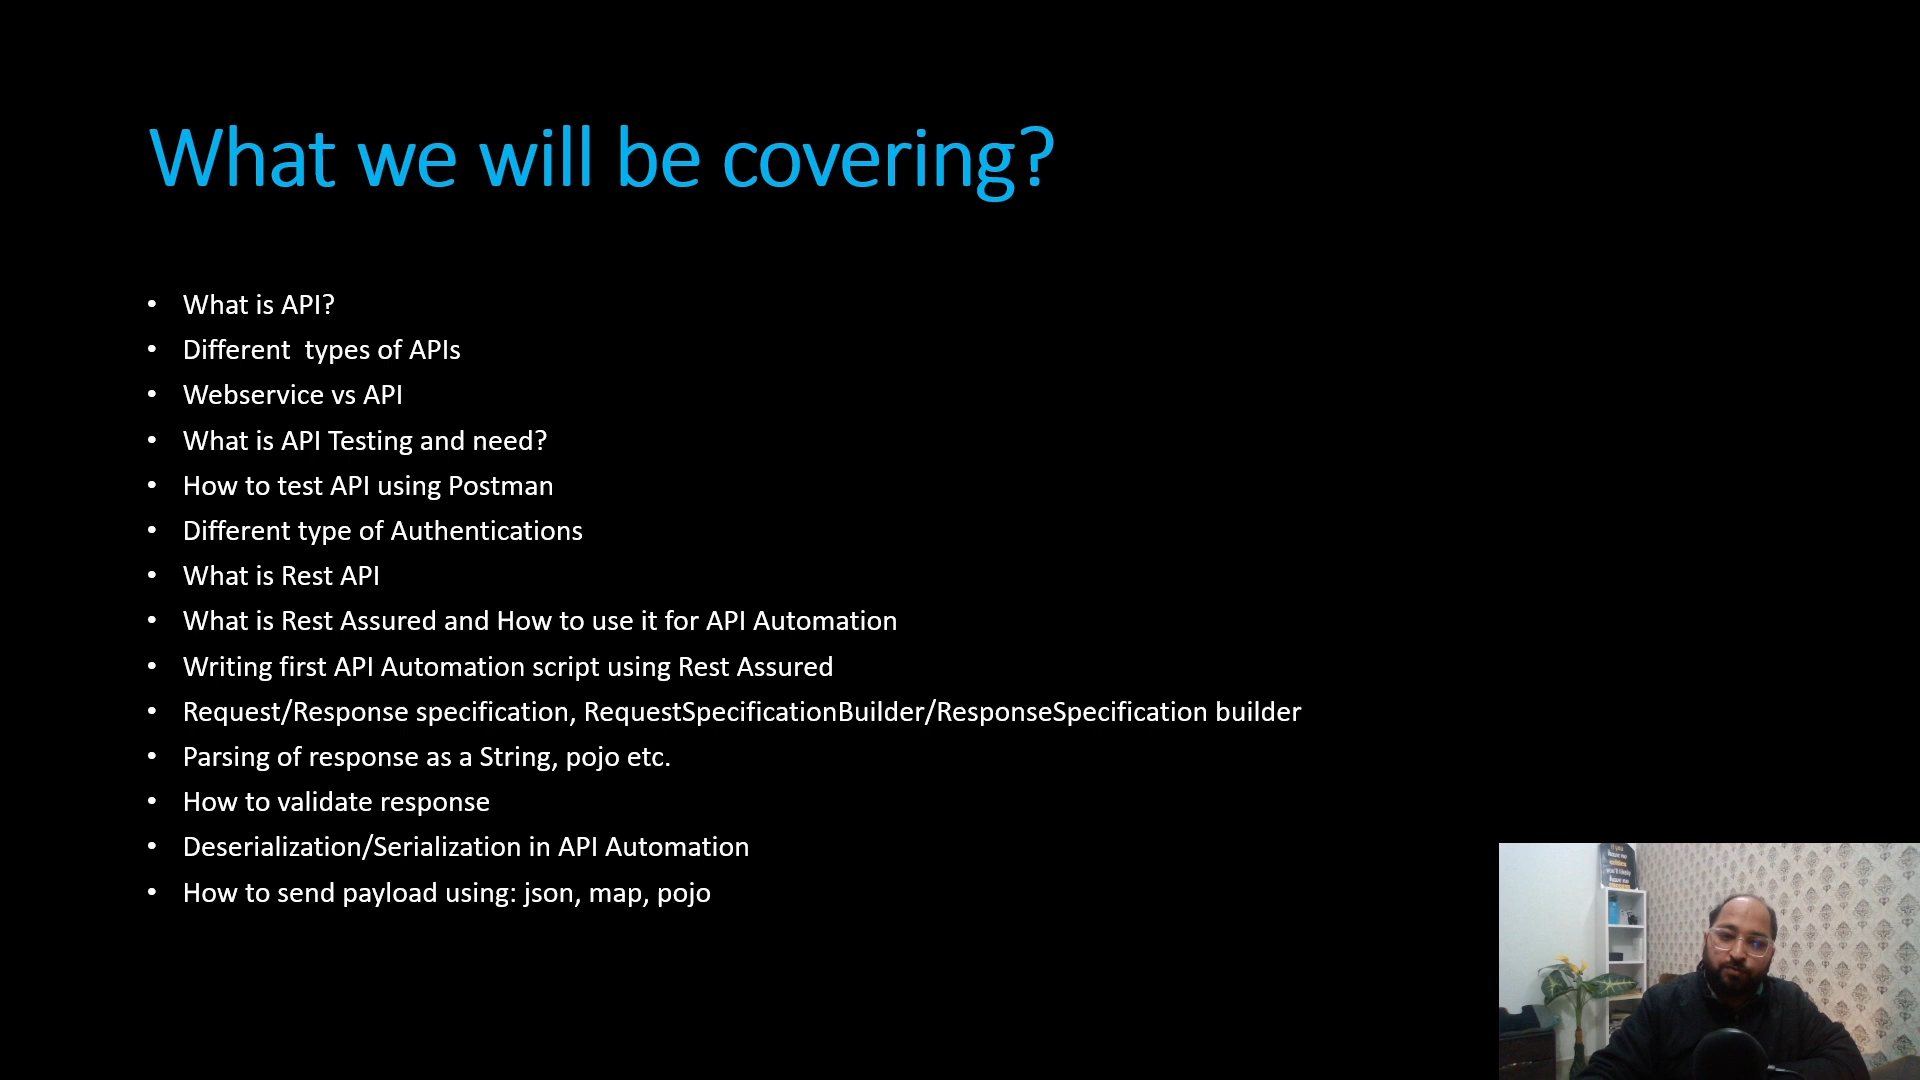 What we will be covering?
• What is API?
• Different  types of APIs
• Webservice vs API
• What is API Testing and need?
• How to test API using Postman
• Different type of Authentications
• What is Rest API
• What is Rest Assured and How to use it for API Automation
• Writing first API Automation script using Rest Assured
• Request/Response specification, RequestSpecificationBuilder/ResponseSpecification builder
• Parsing of response as a String, pojo etc.
• How to validate response
• Deserialization/Serialization in API Automation
• How to send payload using: json, map, pojo
if you
have no